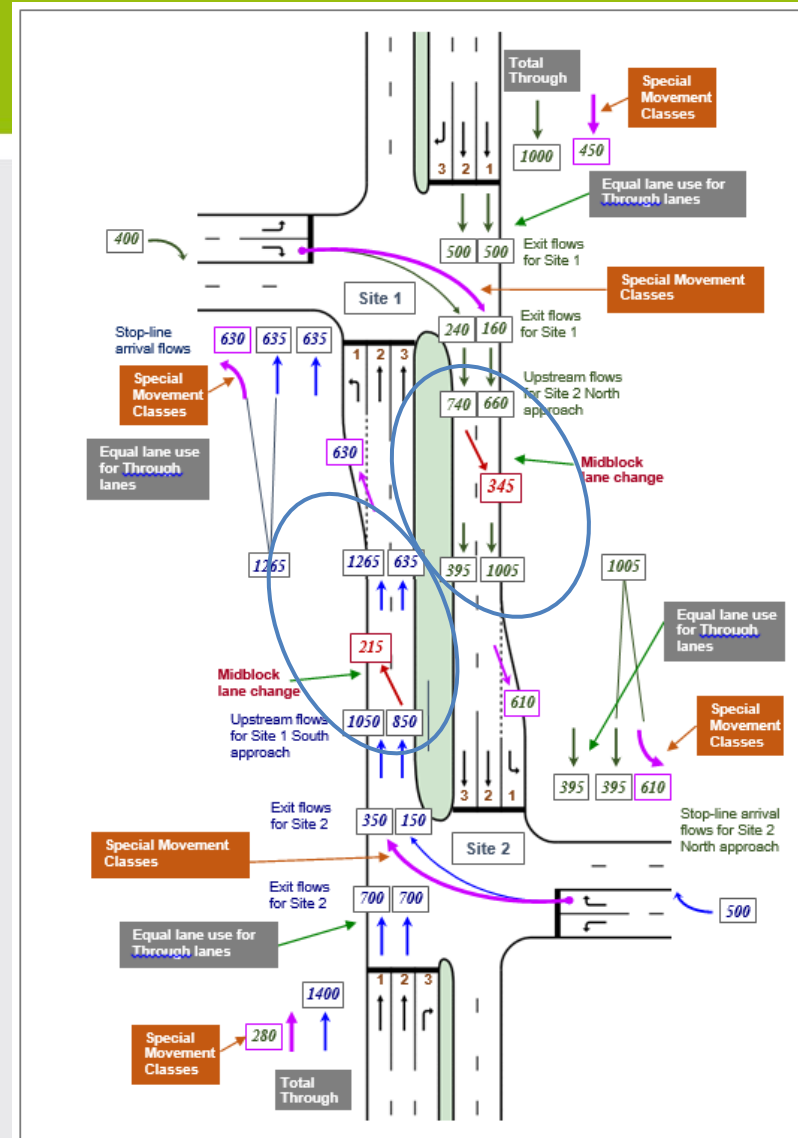 Total
Through
Special
Movement
Classes
1000
450
3 2 1
Equal lane use for
Through lanes
400
500 500
Exit flows
for Site 1
Special Movement
Classes
Site 1
240 160
Exit flows
for Site 1
Stop-line
arrival flows
630 635 635
1 2 3
Special
Movement
Classes
740 660
Upstream flows
for Site 2 North
approach
Equal lane use
for Through
lanes
630
Midblock
lane change
345
1265
1265 635
395 1005
1005
Equal lane use
for Through
lanes
215
Midblock
lane change
610
Special
Movement
Classes
Upstream flows
for Site 1 South
approach
1050 850
395 395 610
3 2 1
Exit flows
for Site 2
350 150
Stop-line arrival
flows for Site 2
North approach
Special Movement
Classes
Site 2
Exit flows
for Site 2
700 700
500
Equal lane use for
Through lanes
1 2 3
1400
280
Special
Movement
Classes
Total
Through